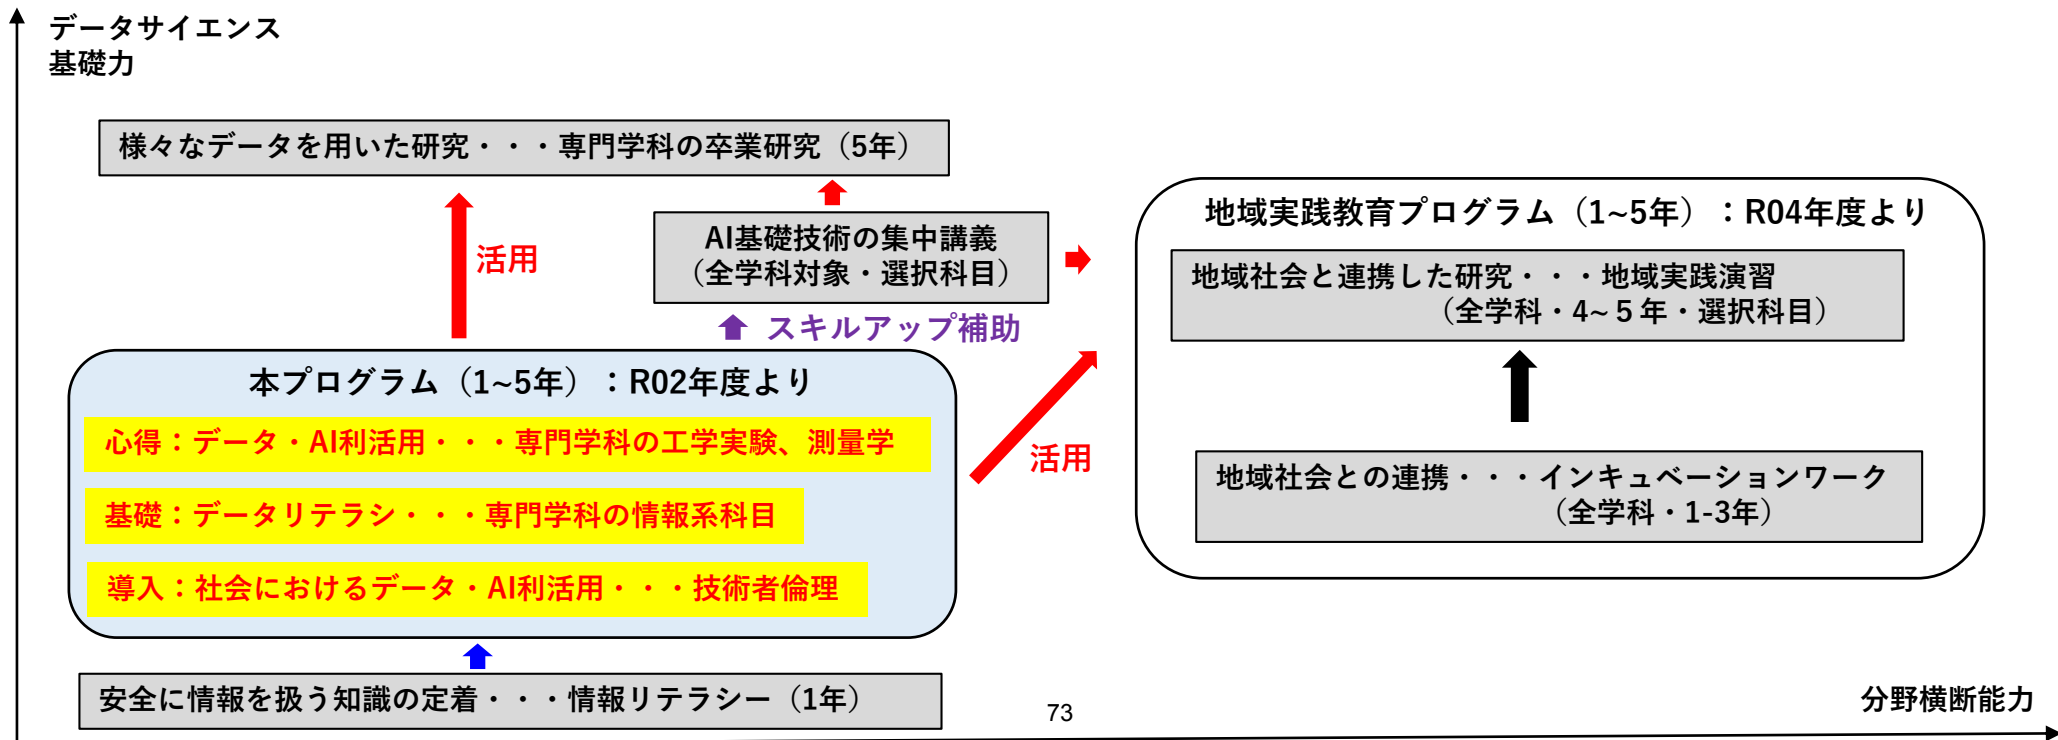 データサイエンス
基礎力
様々なデータを用いた研究・・・専門学科の卒業研究（5年）
AI基礎技術の集中講義
（全学科対象・選択科目）
活用
スキルアップ補助
本プログラム（1~5年）：R02年度より
心得：データ・AI利活用・・・専門学科の工学実験、測量学
基礎：データリテラシ・・・専門学科の情報系科目
導入：社会におけるデータ・AI利活用・・・技術者倫理
安全に情報を扱う知識の定着・・・情報リテラシー（1年）
活用
地域実践教育プログラム（1~5年）：R04年度より
地域社会と連携した研究・・・地域実践演習
（全学科・4~５年・選択科目）
地域社会との連携・・・インキュベーションワーク
（全学科・1-3年）
73
分野横断能力